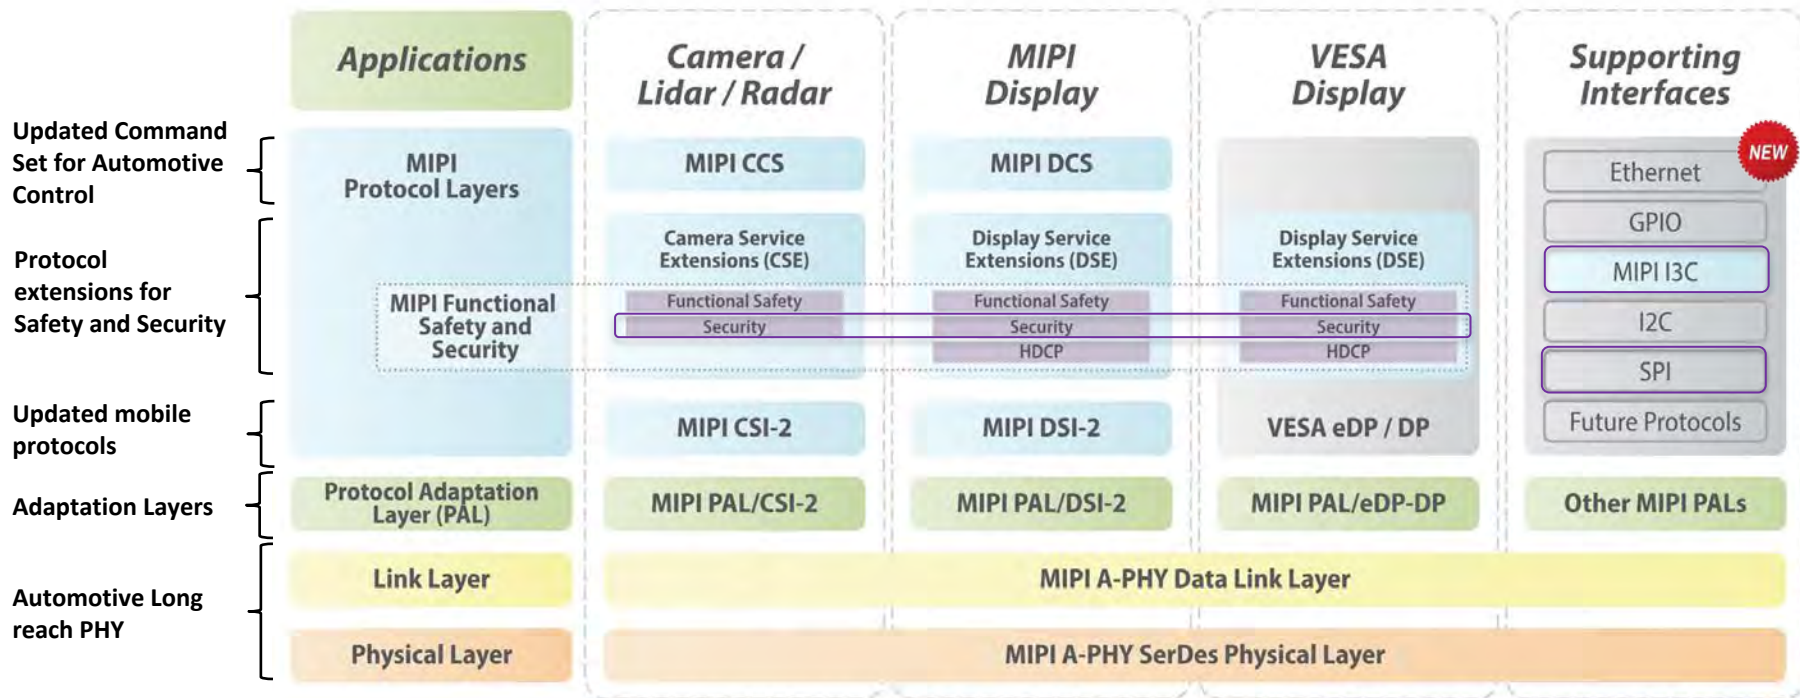 Applications
Camera /
Lidar / Radar
MIPI
Display
VESA
Display
Supporting
Interfaces
Updated Command
Set for Automotive
Control
MIPI
Protocol Layers
MIPI CCS
MIPI DCS
NEW
Ethernet
GPIO
MIPI I3C
I2C
SPI
Future Protocols
Protocol
extensions for
Safety and Security
Camera Service
Extensions (CSE)
Display Service
Extensions (DSE)
Display Service
Extensions (DSE)
MIPI Functional
Safety and
Security
Functional Safety
Security
Functional Safety
Security
HDCP
Functional Safety
Security
HDCP
Updated mobile
protocols
MIPI CSI-2
MIPI DSI-2
VESA eDP / DP
Adaptation Layers
Protocol Adaptation
Layer (PAL)
MIPI PAL/CSI-2
MIPI PAL/DSI-2
MIPI PAL/eDP-DP
Other MIPI PALs
Automotive Long
reach PHY
Link Layer
MIPI A-PHY Data Link Layer
Physical Layer
MIPI A-PHY SerDes Physical Layer